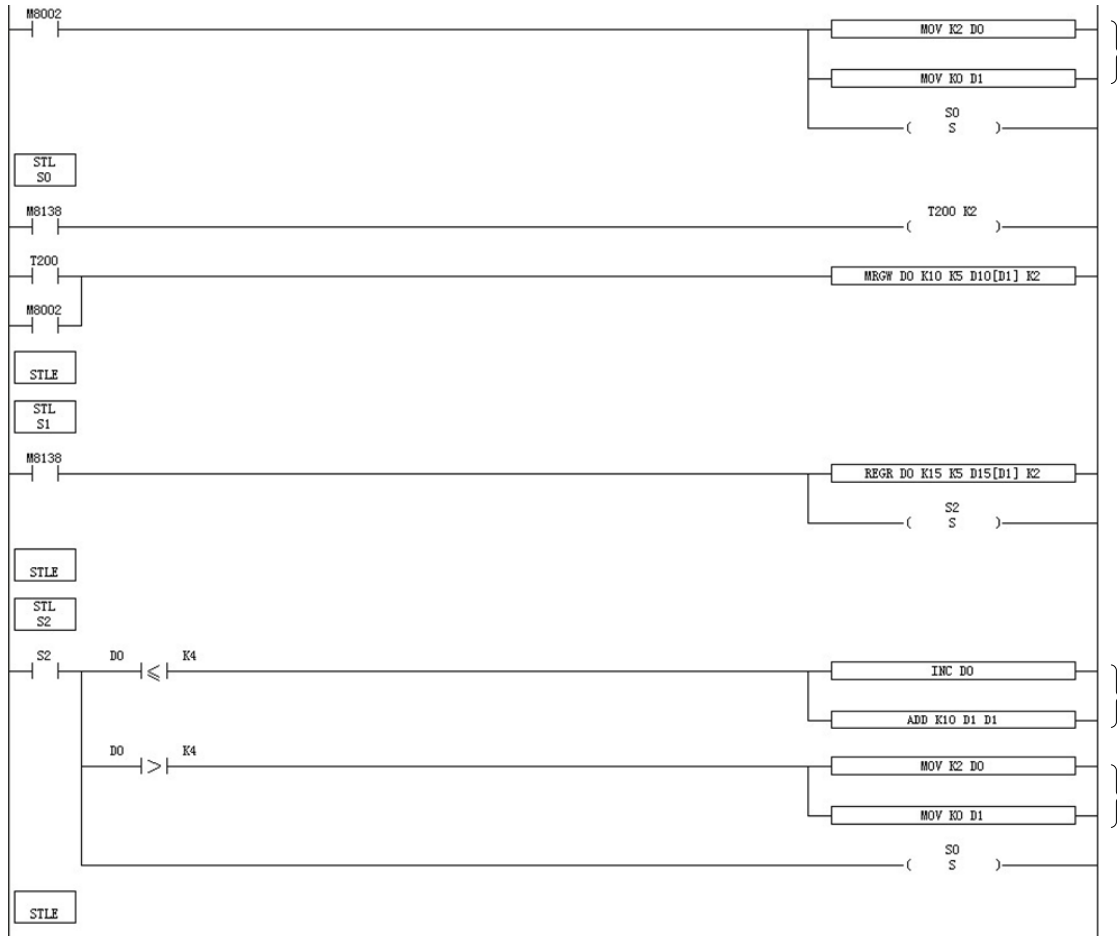 M8002
MOV K2 D0
MOV K0 D1
S0
( S )
STL
S0
M8138
T200 K2
( )
T200
MRGW D0 K10 K5 D10[D1] K2
M8002
STLE
STL
S1
M8138
REGR D0 K15 K5 D15[D1] K2
S2
( S )
STLE
STL
S2
S2 D0 K4
≤
INC D0
ADD K10 D1 D1
D0 K4
>
MOV K2 D0
MOV K0 D1
S0
( S )
STLE